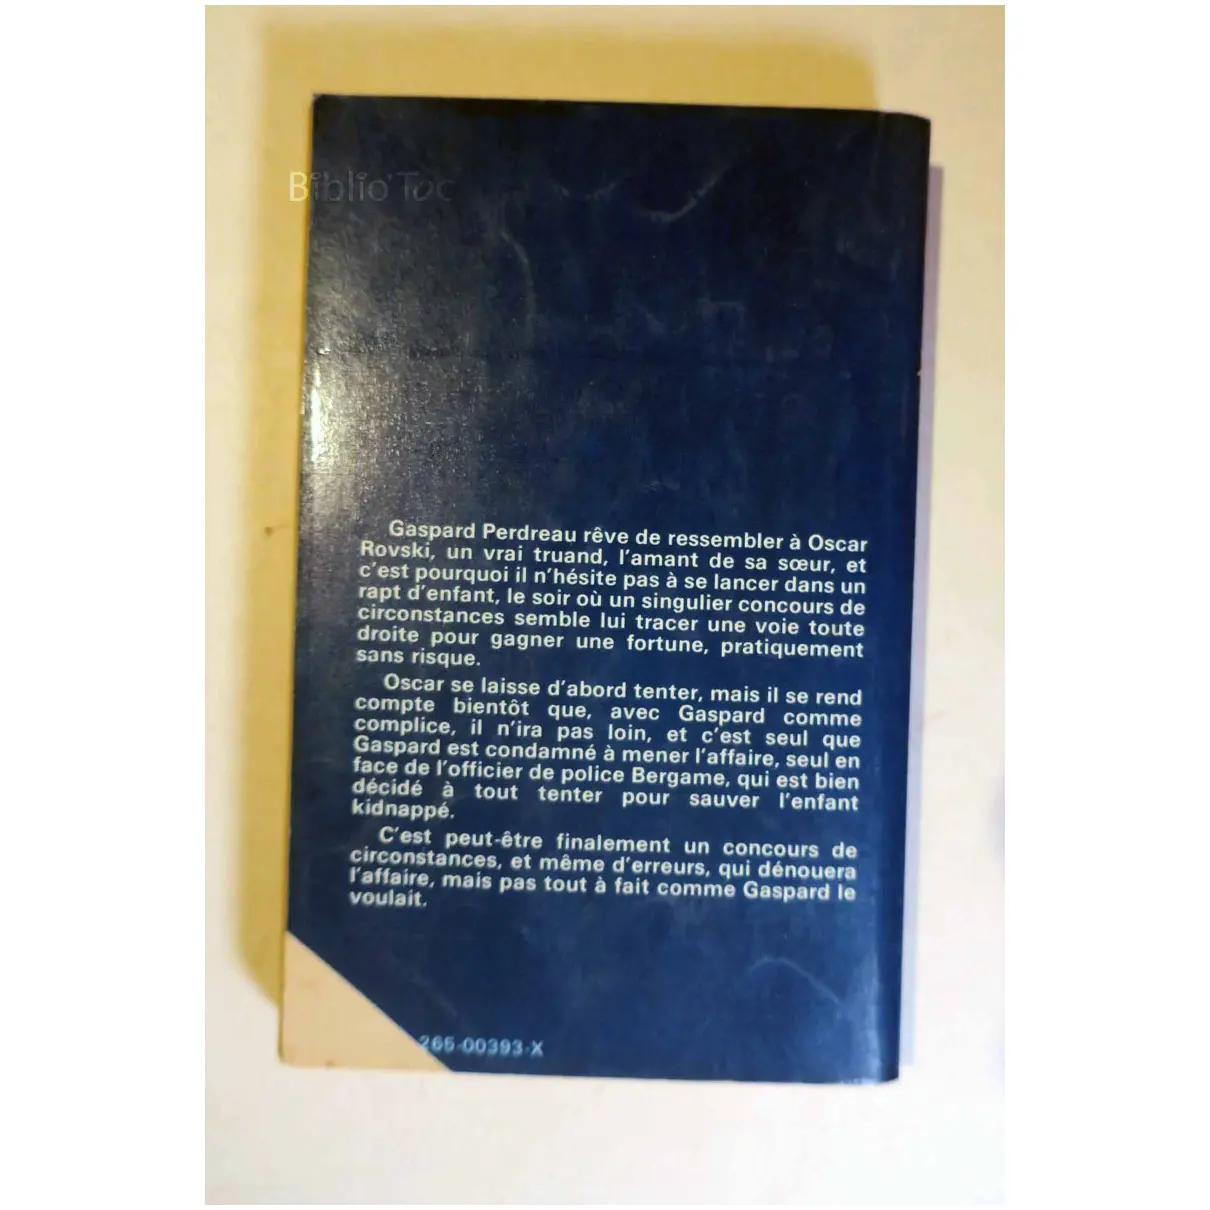 Biblio'Toc
Gaspard Perdreau rêve de ressembler à Oscar
Rovski, un vrai truand, l'amant de sa sœur, et
c'est pourquoi il n'hésite pas à se lancer dans un
rapt d'enfant, le soir où un singulier concours de
circonstances semble lui tracer une voie toute
droite pour gagner une fortune, pratiquement
sans risque.
Oscar se laisse d'abord tenter, mais il se rend
compte bientôt que, avec Gaspard comme
complice, il n'ira pas loin, et c'est seul que
Gaspard est condamné à mener l'affaire, seul en
face de l'officier de police Bergame, qui est bien
décidé à tout tenter pour sauver l'enfant
kidnappé.
C'est peut-être finalement un concours de
circonstances, et même d'erreurs, qui dénouera
l'affaire, mais pas tout à fait comme Gaspard le
voulait.
265-00393-X